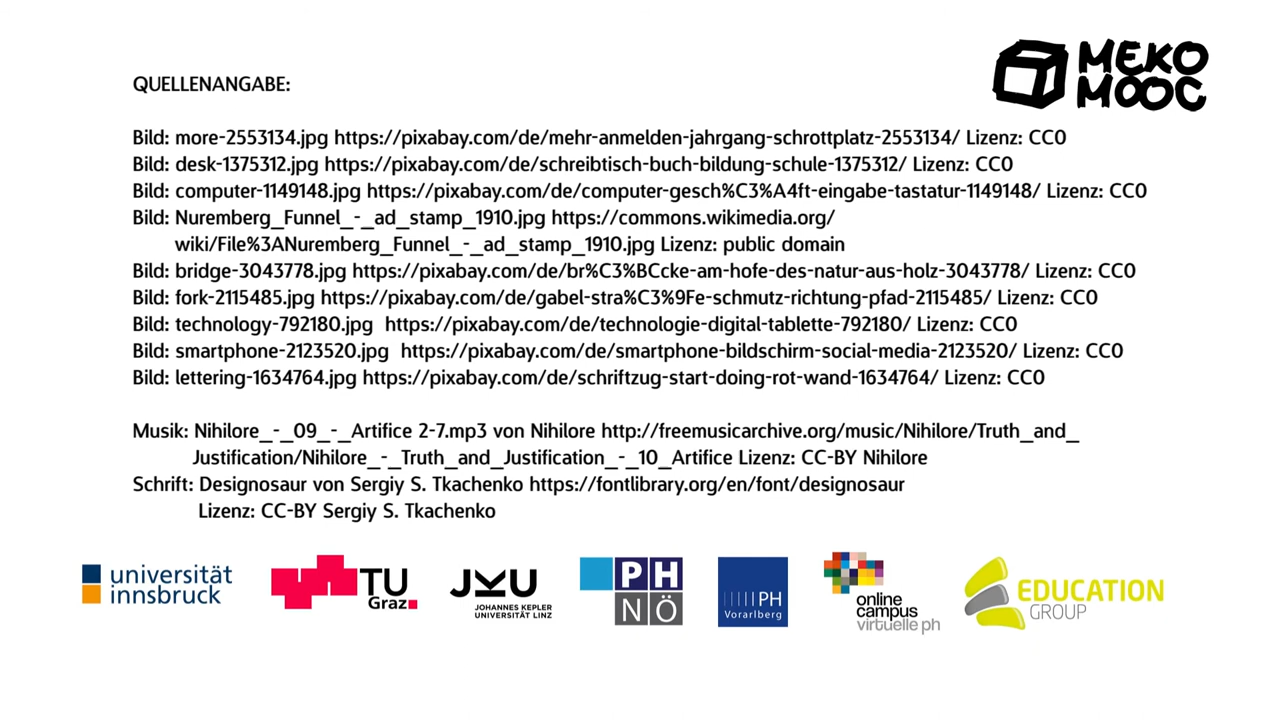 MEKO
MOOC
QUELLENANGABE:
Bild: more-2553134.jpg https://pixabay.com/de/mehr-anmelden-jahrgang-schrottplatz-2553134/ Lizenz: CC0
Bild: desk-1375312.jpg https://pixabay.com/de/schreibtisch-buch-bildung-schule-1375312/ Lizenz: CC0
Bild: computer-1149148.jpg https://pixabay.com/de/computer-gesch%C3%A4ft-eingabe-tastatur-1149148/ Lizenz: CC0
Bild: Nuremberg_Funnel_-_ad_stamp_1910.jpg https://commons.wikimedia.org/
wiki/File%3ANuremberg_Funnel_-_ad_stamp_1910.jpg Lizenz: public domain
Bild: bridge-3043778.jpg https://pixabay.com/de/br%C3%BCcke-am-hofe-des-natur-aus-holz-3043778/ Lizenz: CC0
Bild: fork-2115485.jpg https://pixabay.com/de/gabel-stra%C3%9Fe-schmutz-richtung-pfad-2115485/ Lizenz: CC0
Bild: technology-792180.jpg https://pixabay.com/de/technologie-digital-tablette-792180/ Lizenz: CC0
Bild: smartphone-2123520.jpg https://pixabay.com/de/smartphone-bildschirm-social-media-2123520/ Lizenz: CC0
Bild: lettering-1634764.jpg https://pixabay.com/de/schriftzug-start-doing-rot-wand-1634764/ Lizenz: CC0
Musik: Nihilore_-_09_-_Artifice 2-7.mp3 von Nihilore http://freemusicarchive.org/music/Nihilore/Truth_and_
Justification/Nihilore_-_Truth_and_Justification_-_10_Artifice Lizenz: CC-BY Nihilore
Schrift: Designosaur von Sergiy S. Tkachenko https://fontlibrary.org/en/font/designosaur
Lizenz: CC-BY Sergiy S. Tkachenko
universität
innsbruck
TU
Graz
JKU
JOHANNES KEPLER
UNIVERSITÄT LINZ
PH
NÖ
PH
Vorarlberg
online
campus
virtuelle ph
EDUCATION
GROUP